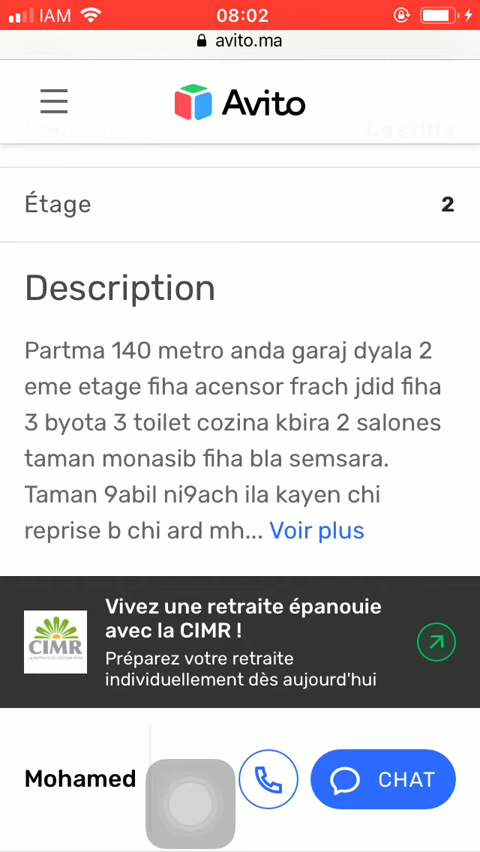 IAM 08:02
avito.ma
Avito
Étage 2
Description
Partma 140 metro anda garaj dyala 2
eme etage fiha acensor frach jdid fiha
3 byota 3 toilet cozina kbira 2 salones
taman monasib fiha bla semsara.
Taman 9abil ni9ach ila kayen chi
reprise b chi ard mh... Voir plus
Vivez une retraite épanouie
avec la CIMR !
CIMR
Préparez votre retraite
individuellement dès aujourd'hui
Mohamed CHAT